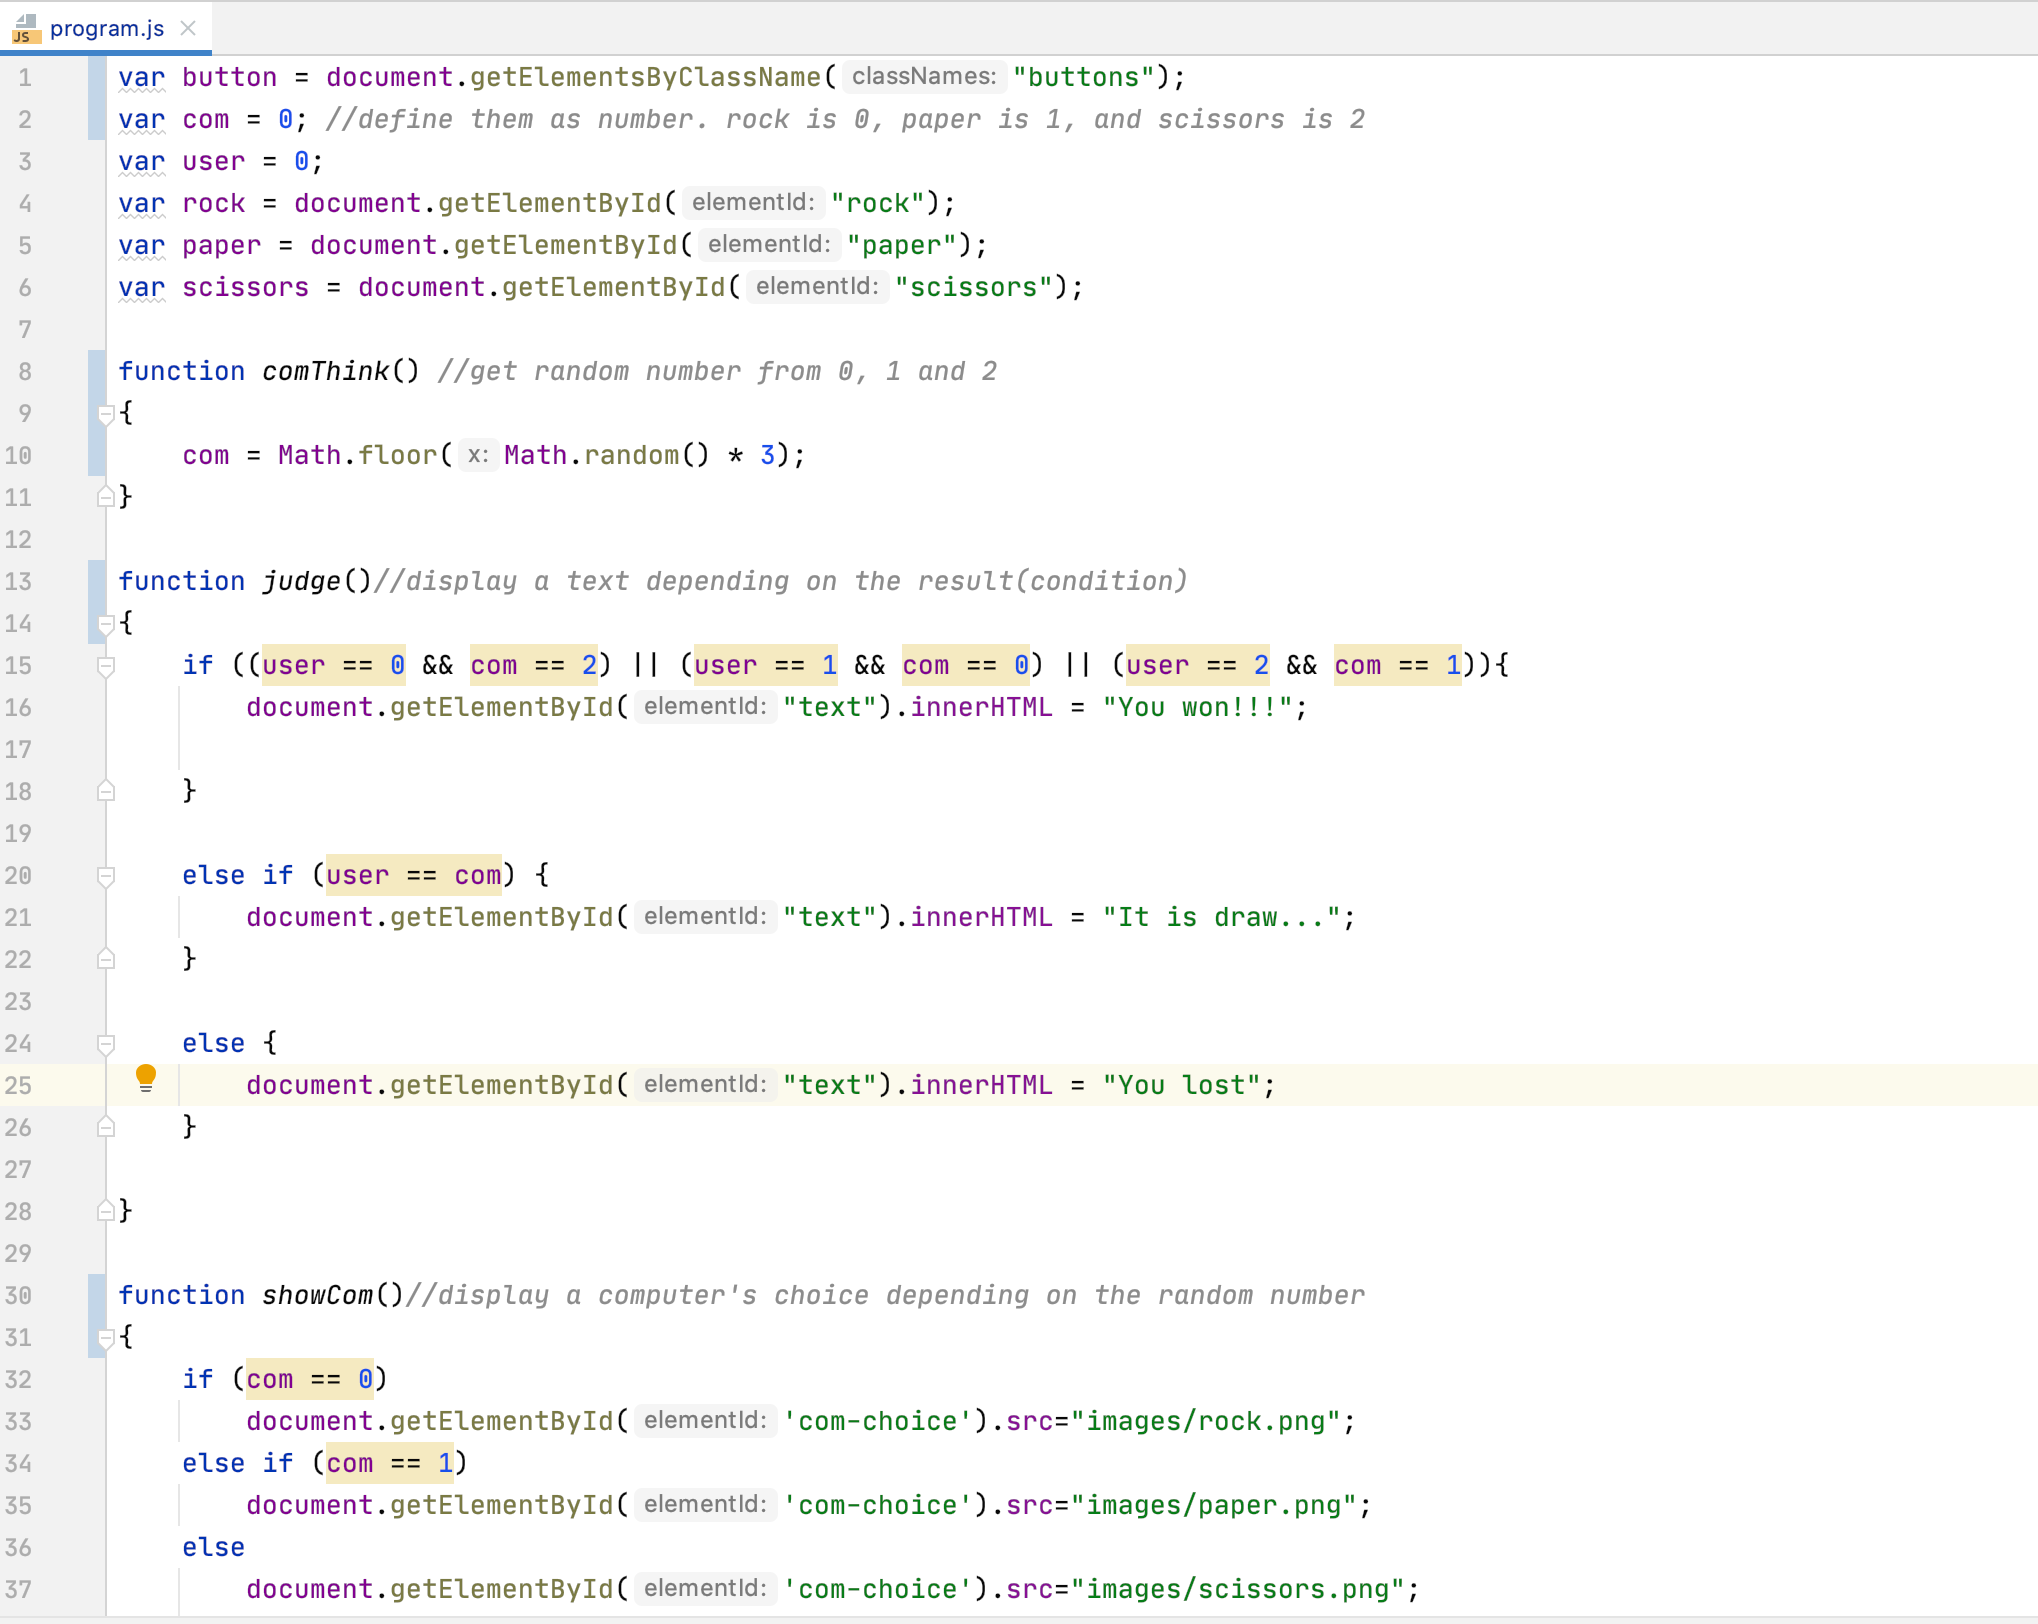 program.js
1 var button = document.getElementsByClassName( classNames: "buttons");
2 var com = 0; //define them as number. rock is 0, paper is 1, and scissors is 2
3 var user = 0;
4 var rock = document.getElementById( elementId: "rock");
5 var paper = document.getElementById( elementId: "paper");
6 var scissors = document.getElementById( elementId: "scissors");
7
8 function comThink() //get random number from 0, 1 and 2
9 {
10     com = Math.floor( x: Math.random() * 3);
11 }
12
13 function judge()//display a text depending on the result(condition)
14 {
15     if ((user == 0 && com == 2) || (user == 1 && com == 0) || (user == 2 && com == 1)){
16         document.getElementById( elementId: "text").innerHTML = "You won!!!";
17
18     }
19
20     else if (user == com) {
21         document.getElementById( elementId: "text").innerHTML = "It is draw...";
22     }
23
24     else {
25         document.getElementById( elementId: "text").innerHTML = "You lost";
26     }
27
28 }
29
30 function showCom()//display a computer's choice depending on the random number
31 {
32     if (com == 0)
33         document.getElementById( elementId: 'com-choice').src="images/rock.png";
34     else if (com == 1)
35         document.getElementById( elementId: 'com-choice').src="images/paper.png";
36     else
37         document.getElementById( elementId: 'com-choice').src="images/scissors.png";